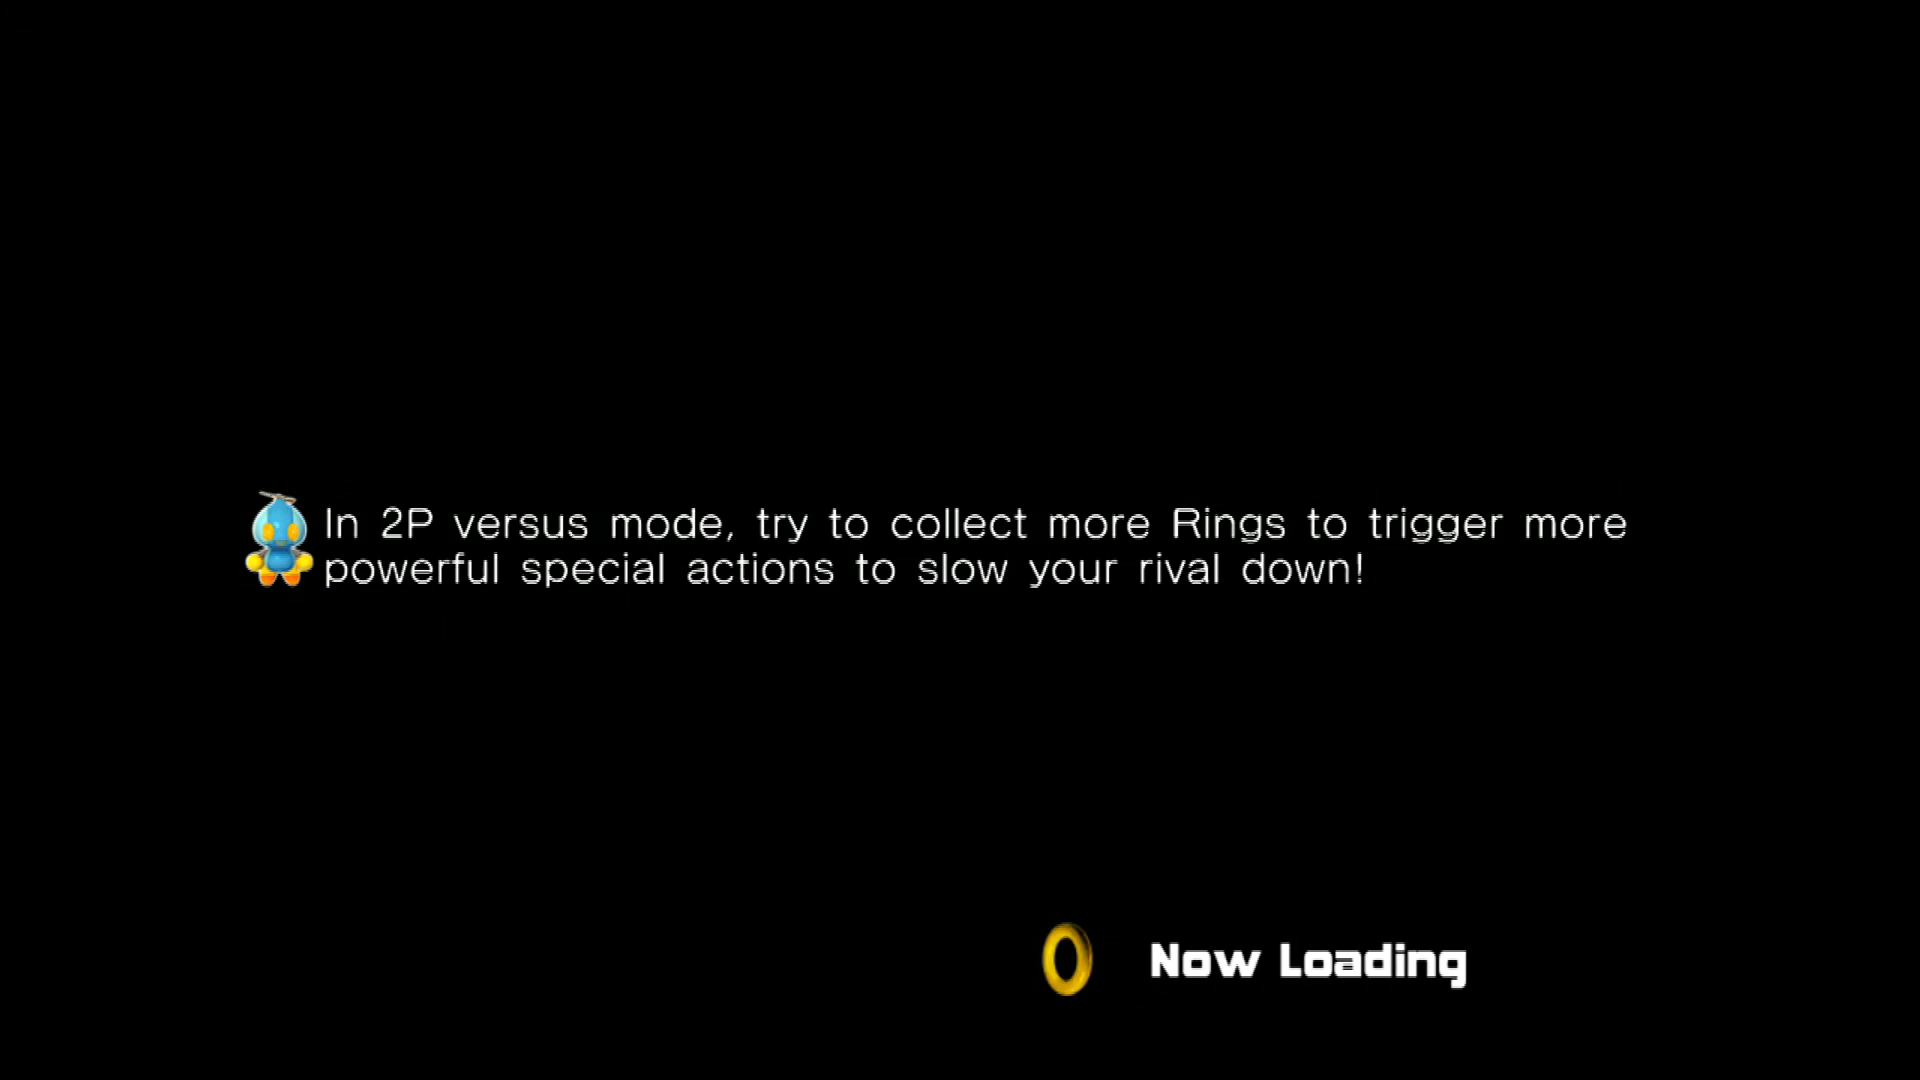 In 2P versus mode, try to collect more Rings to trigger more
powerful special actions to slow your rival down!
Now Loading